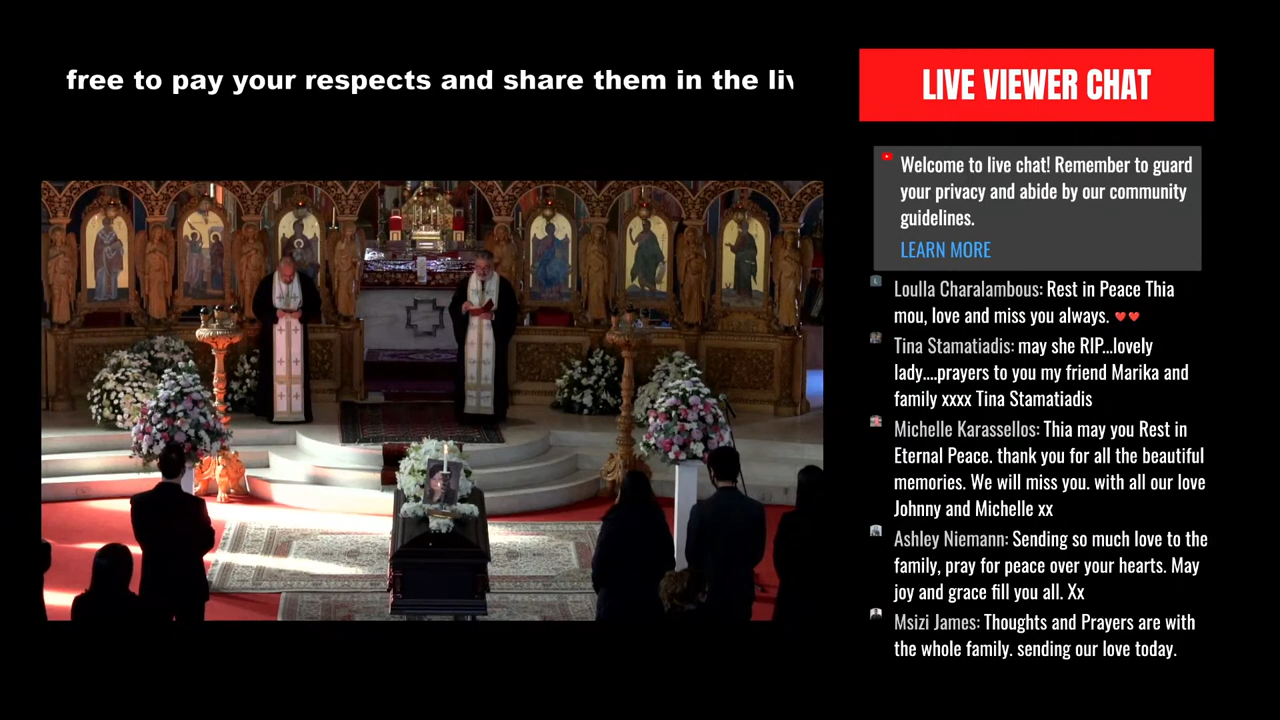 free to pay your respects and share them in the liv
LIVE VIEWER CHAT
Welcome to live chat! Remember to guard
your privacy and abide by our community
guidelines.
LEARN MORE
Loulla Charalambous: Rest in Peace Thia
mou, love and miss you always. ❤❤
Tina Stamatiadis: may she RIP...lovely
lady....prayers to you my friend Marika and
family xxxx Tina Stamatiadis
Michelle Karassellos: Thia may you Rest in
Eternal Peace. thank you for all the beautiful
memories. We will miss you. with all our love
Johnny and Michelle xx
Ashley Niemann: Sending so much love to the
family, pray for peace over your hearts. May
joy and grace fill you all. Xx
Msizi James: Thoughts and Prayers are with
the whole family. sending our love today.